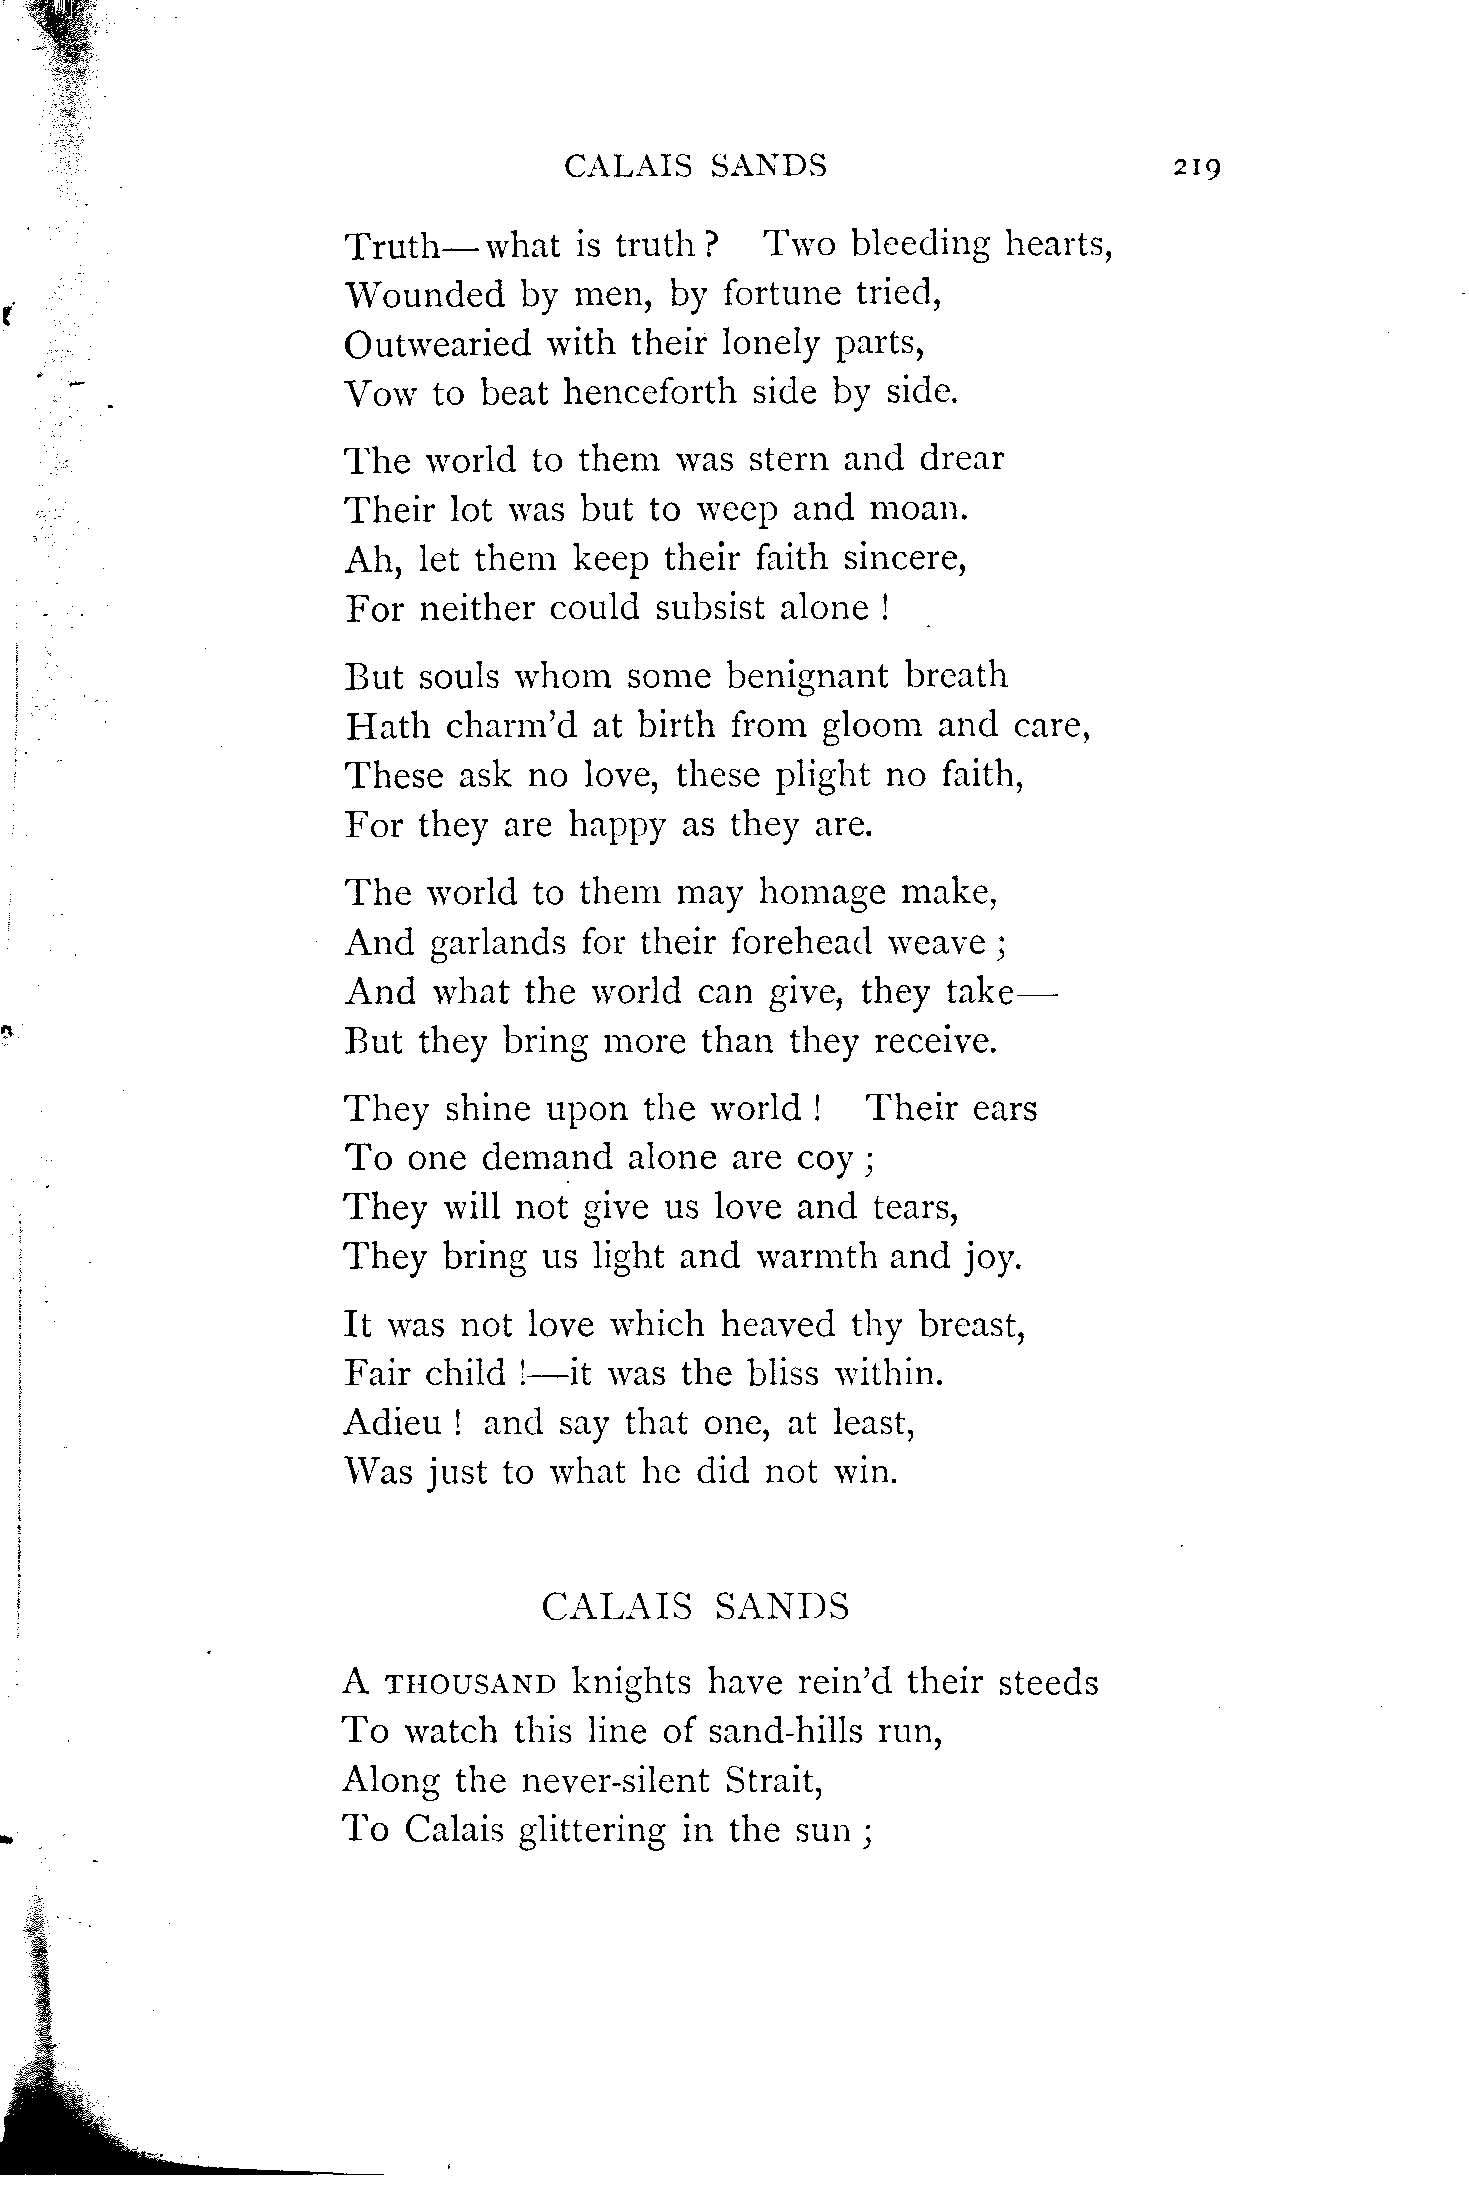 CALAIS SANDS 219
Truth—what is truth? Two bleeding hearts,
Wounded by men, by fortune tried,
Outwearied with their lonely parts,
Vow to beat henceforth side by side.
The world to them was stern and drear
Their lot was but to weep and moan.
Ah, let them keep their faith sincere,
For neither could subsist alone!
But souls whom some benignant breath
Hath charm'd at birth from gloom and care,
These ask no love, these plight no faith,
For they are happy as they are.
The world to them may homage make,
And garlands for their forehead weave;
And what the world can give, they take—
But they bring more than they receive.
They shine upon the world! Their ears
To one demand alone are coy;
They will not give us love and tears,
They bring us light and warmth and joy.
It was not love which heaved thy breast,
Fair child!—it was the bliss within.
Adieu! and say that one, at least,
Was just to what he did not win.
CALAIS SANDS
A THOUSAND knights have rein'd their steeds
To watch this line of sand-hills run,
Along the never-silent Strait,
To Calais glittering in the sun;